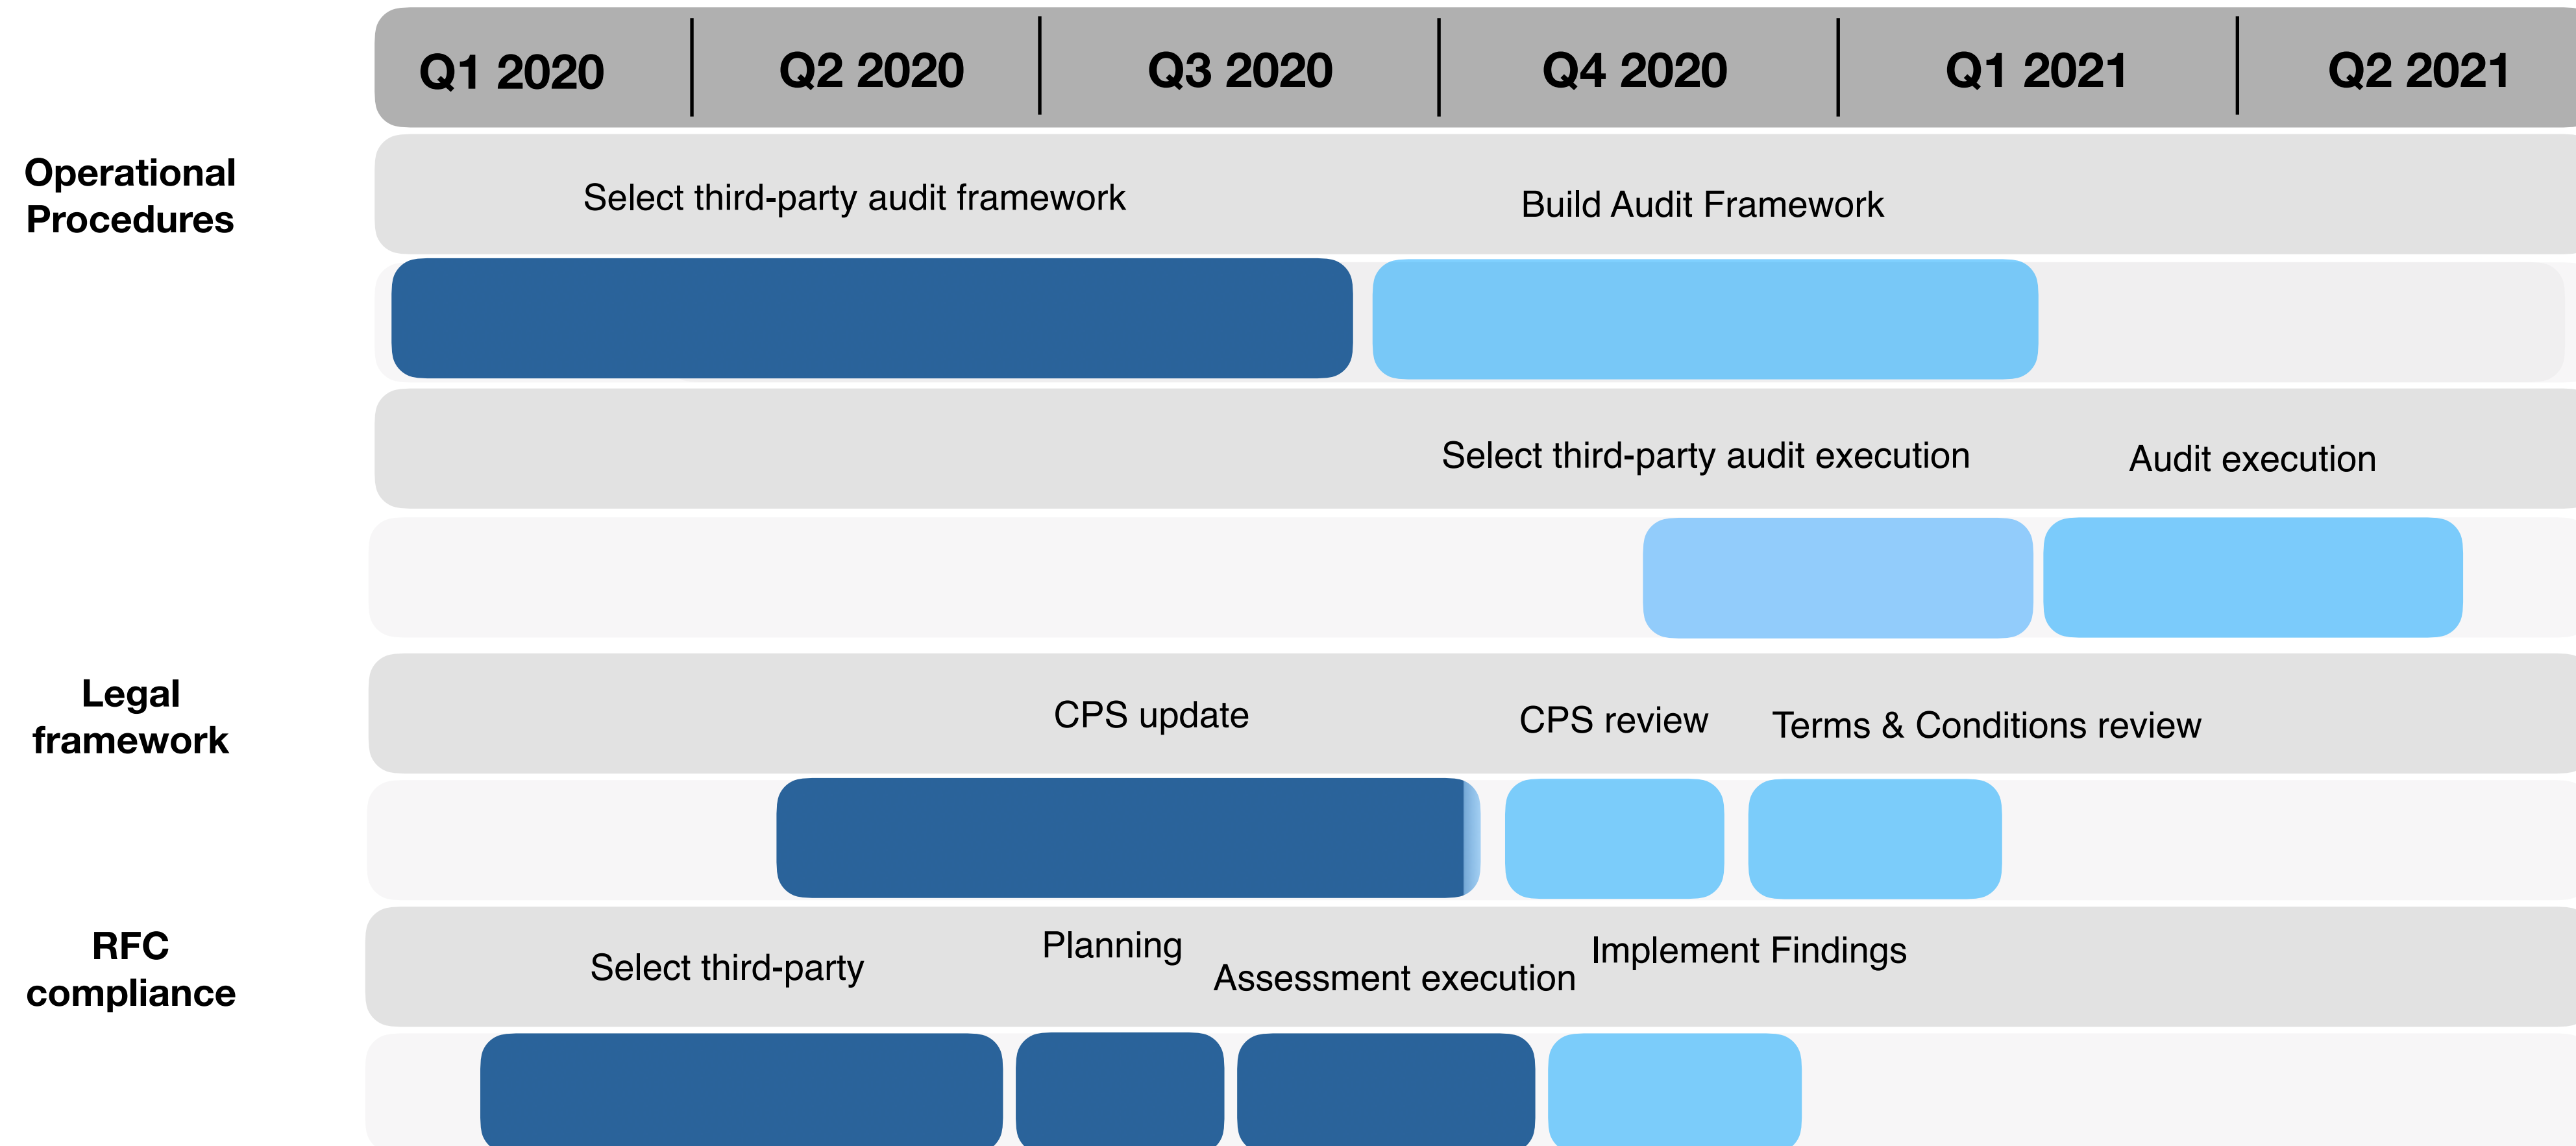 Q1 2020
Q2 2020
Q3 2020
Q4 2020
Q1 2021
Q2 2021
Operational
Procedures
Select third-party audit framework
Build Audit Framework
Select third-party audit execution
Audit execution
Legal
framework
CPS update
CPS review
Terms & Conditions review
RFC
compliance
Select third-party
Planning
Assessment execution
Implement Findings